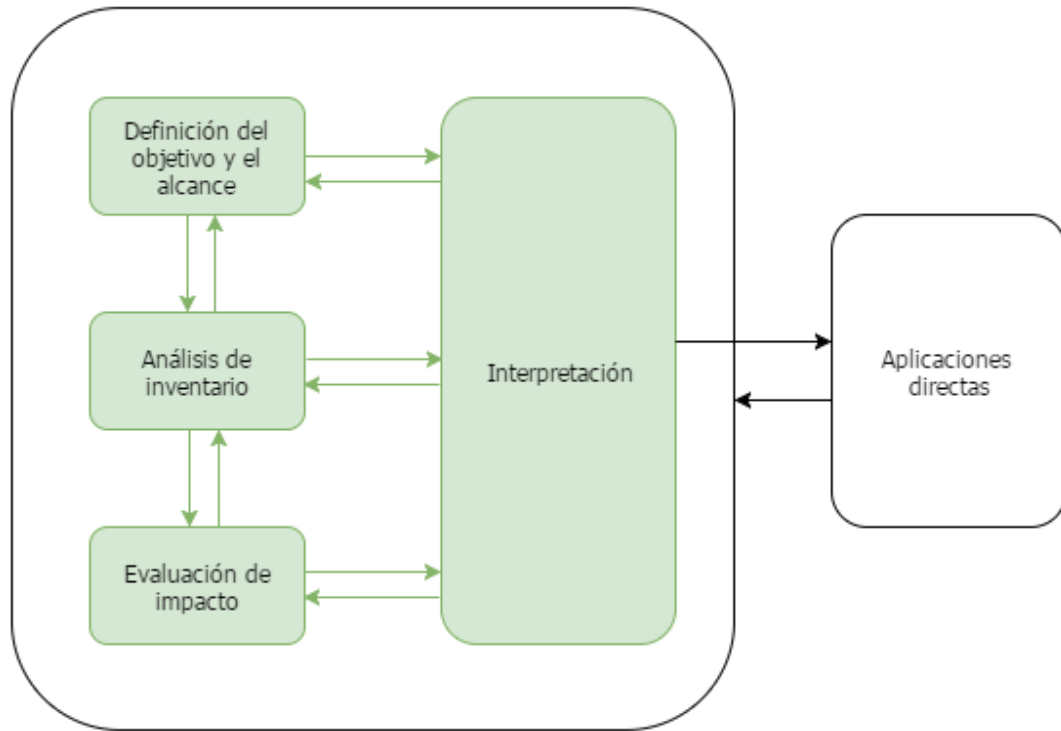 Definición del
objetivo y el
alcance
Análisis de
inventario
Evaluación de
impacto
Interpretación
Aplicaciones
directas